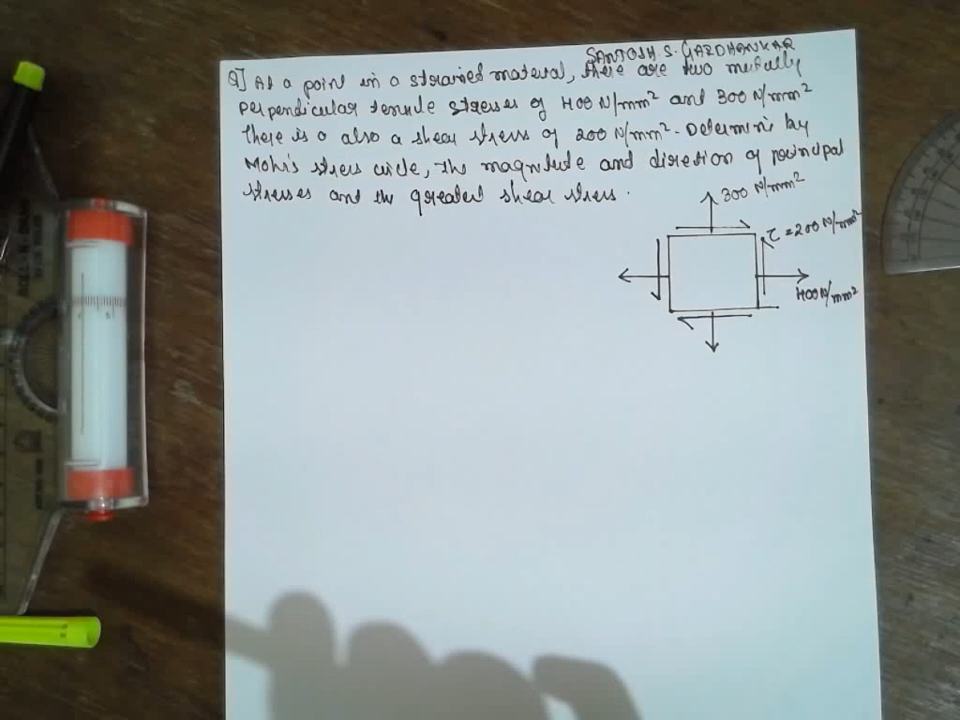 SANTOSH S. GARDHANKAR
Q] At a point in a strained material, there are two mutually
perpendicular tensile stresses of 400 N/mm² and 300 N/mm²
There is a also a shear stress of 200 N/mm². Determine by
Mohr's stress circle, the magnitude and direction of principal
stresses and the greatest shear stress.
300 N/mm²
τ = 200 N/mm²
400 N/mm²